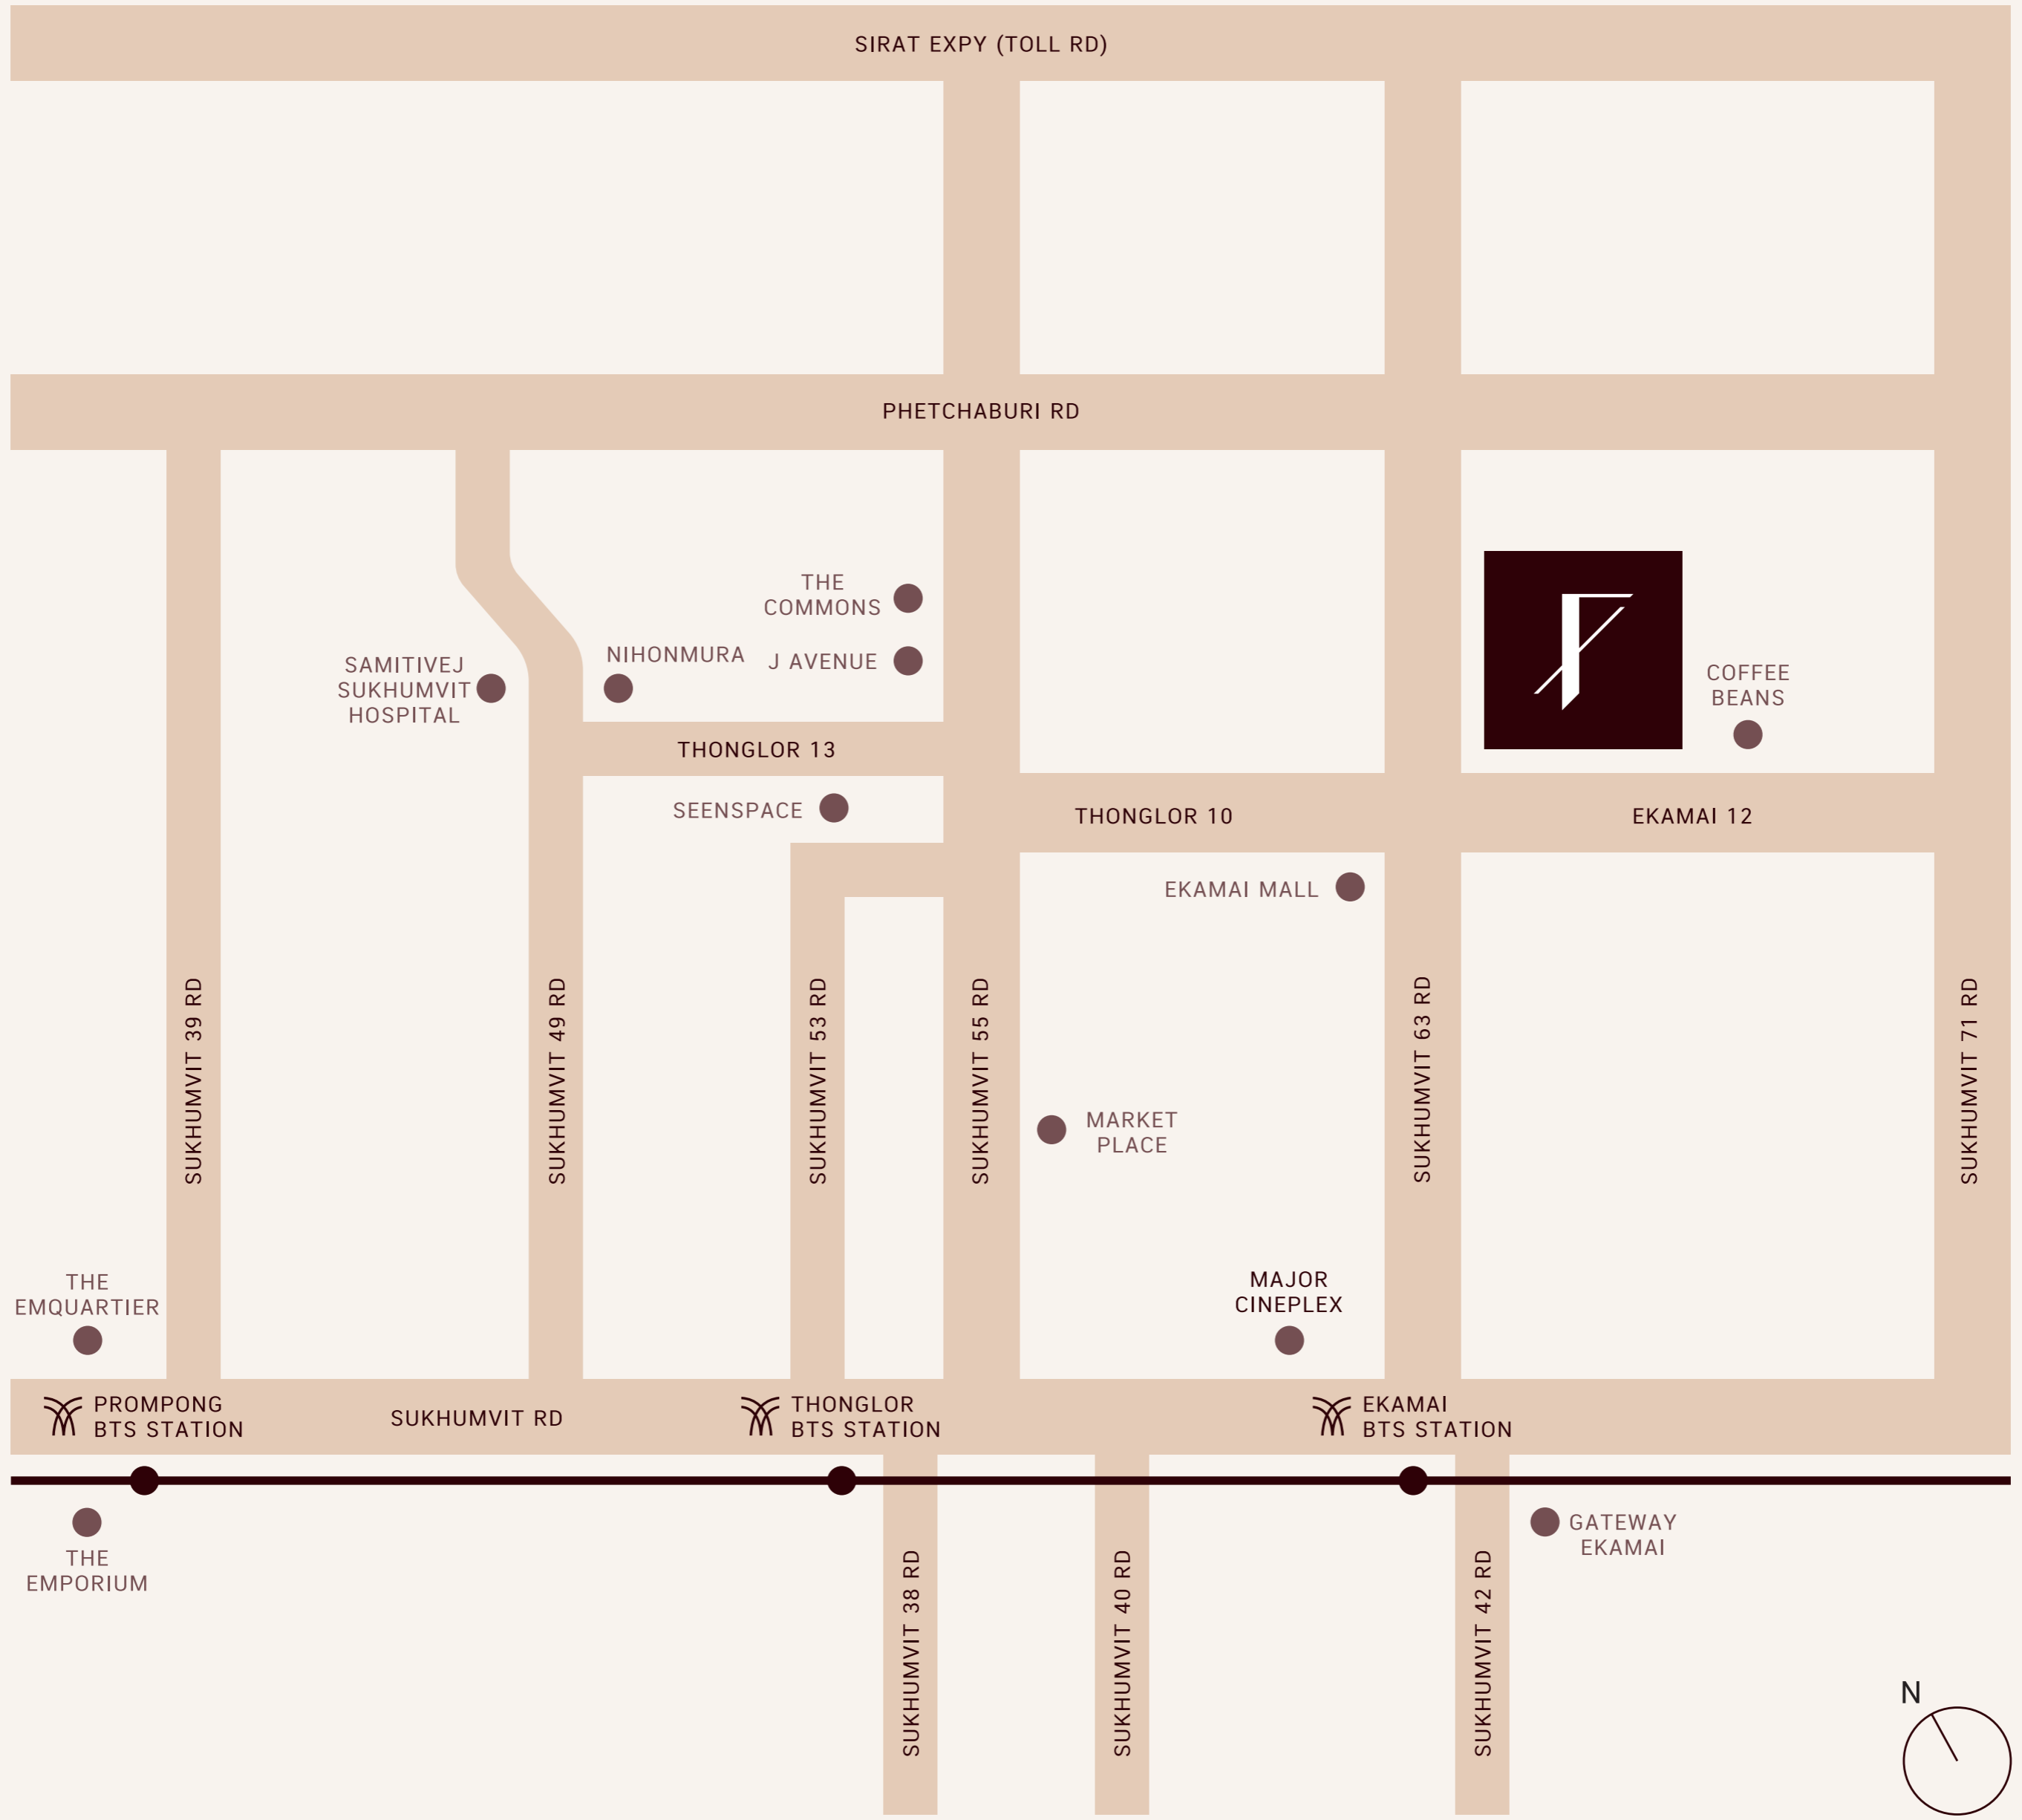 SIRAT EXPY (TOLL RD)
PHETCHABURI RD
THE
COMMONS
NIHONMURA
J AVENUE
SAMITIVEJ
SUKHUMVIT
HOSPITAL
COFFEE
BEANS
THONGLOR 13
SEENSPACE
THONGLOR 10
EKAMAI 12
EKAMAI MALL
SUKHUMVIT 39 RD
SUKHUMVIT 49 RD
SUKHUMVIT 53 RD
SUKHUMVIT 55 RD
SUKHUMVIT 63 RD
SUKHUMVIT 71 RD
MARKET
PLACE
THE
EMQUARTIER
MAJOR
CINEPLEX
PROMPONG
BTS STATION
SUKHUMVIT RD
THONGLOR
BTS STATION
EKAMAI
BTS STATION
THE
EMPORIUM
GATEWAY
EKAMAI
SUKHUMVIT 38 RD
SUKHUMVIT 40 RD
SUKHUMVIT 42 RD
N